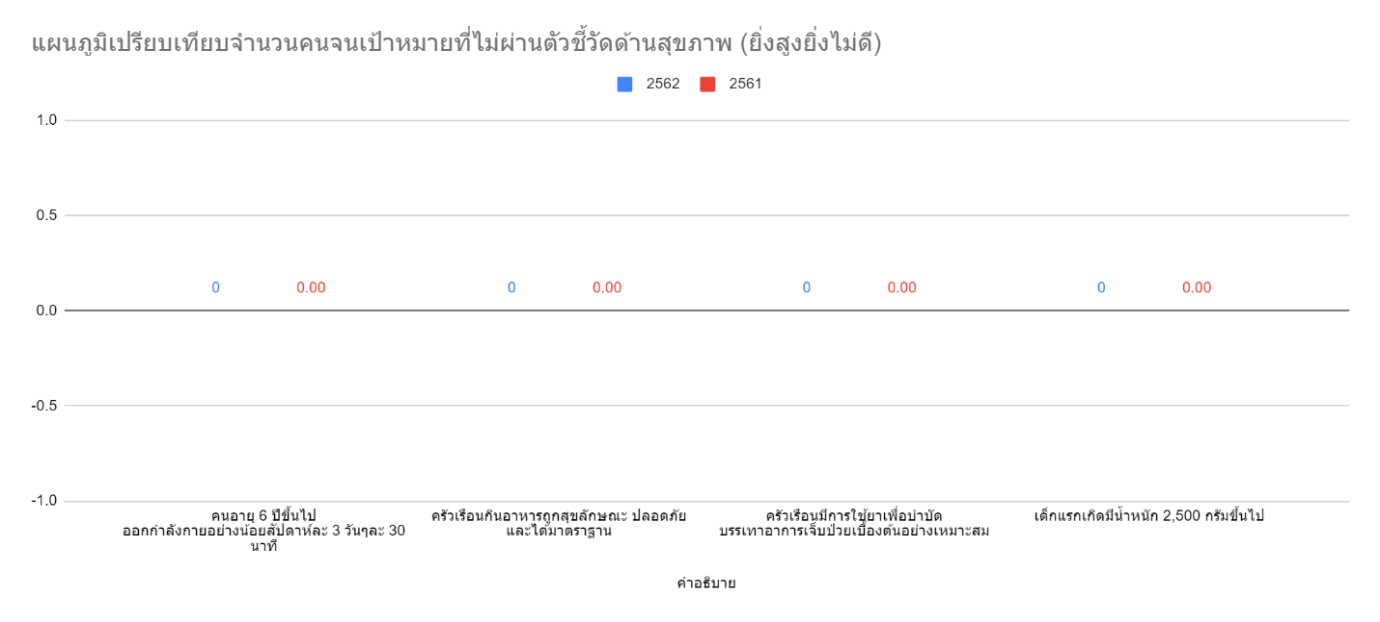 แผนภูมิเปรียบเทียบจำนวนคนจนเป้าหมายที่ไม่ผ่านตัวชี้วัดด้านสุขภาพ (ยิ่งสูงยิ่งไม่ดี)
2562 2561
1.0
0.5
0 0.00 0 0.00 0 0.00 0 0.00
0.0
-0.5
-1.0
คนอายุ 6 ปีขึ้นไป
ออกกำลังกายอย่างน้อยสัปดาห์ละ 3 วันๆละ 30
นาที
ครัวเรือนกินอาหารถูกสุขลักษณะ ปลอดภัย
และได้มาตราฐาน
ครัวเรือนมีการใช้ยาเพื่อบำบัด
บรรเทาอาการเจ็บป่วยเบื้องต้นอย่างเหมาะสม
เด็กแรกเกิดมีน้ำหนัก 2,500 กรัมขึ้นไป
คำอธิบาย